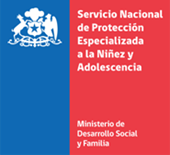 Servicio Nacional
de Protección
Especializada
a la Niñez y
Adolescencia
Ministerio de
Desarrollo Social
y Familia